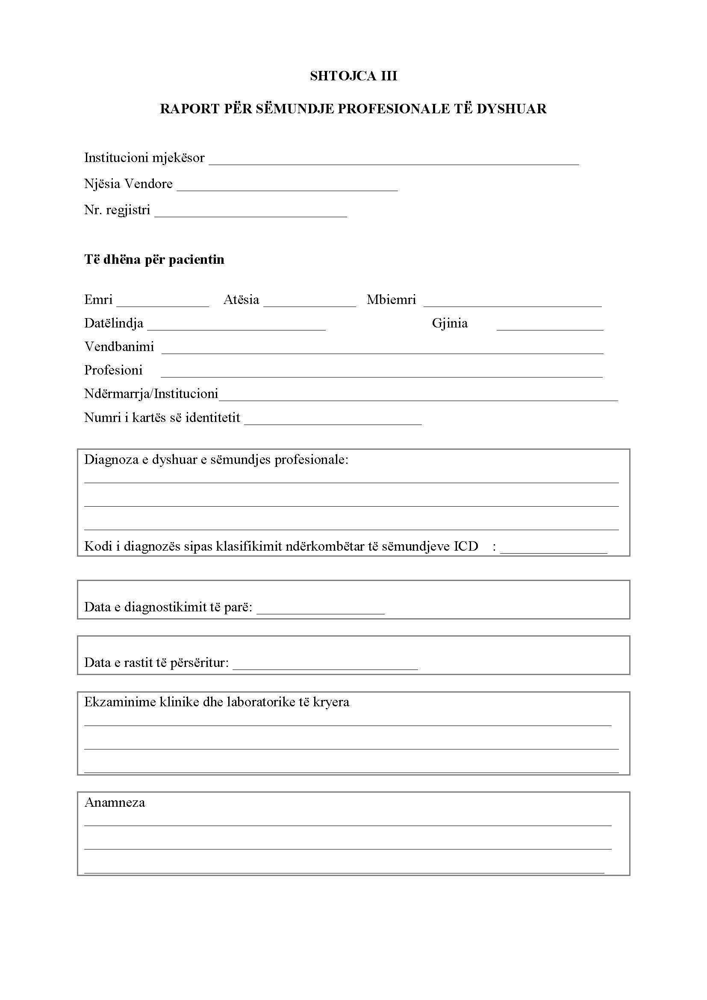 SHTOJCA III
RAPORT PËR SËMUNDJE PROFESIONALE TË DYSHUAR
Institucioni mjekësor
Njësia Vendore
Nr. regjistri
Të dhëna për pacientin
Emri Atësia Mbiemri
Datëlindja Gjinia
Vendbanimi
Profesioni
Ndërmarrja/Institucioni
Numri i kartës së identitetit
Diagnoza e dyshuar e sëmundjes profesionale:
Kodi i diagnozës sipas klasifikimit ndërkombëtar të sëmundjeve ICD :
Data e diagnostikimit të parë:
Data e rastit të përsëritur:
Ekzaminime klinike dhe laboratorike të kryera
Anamneza